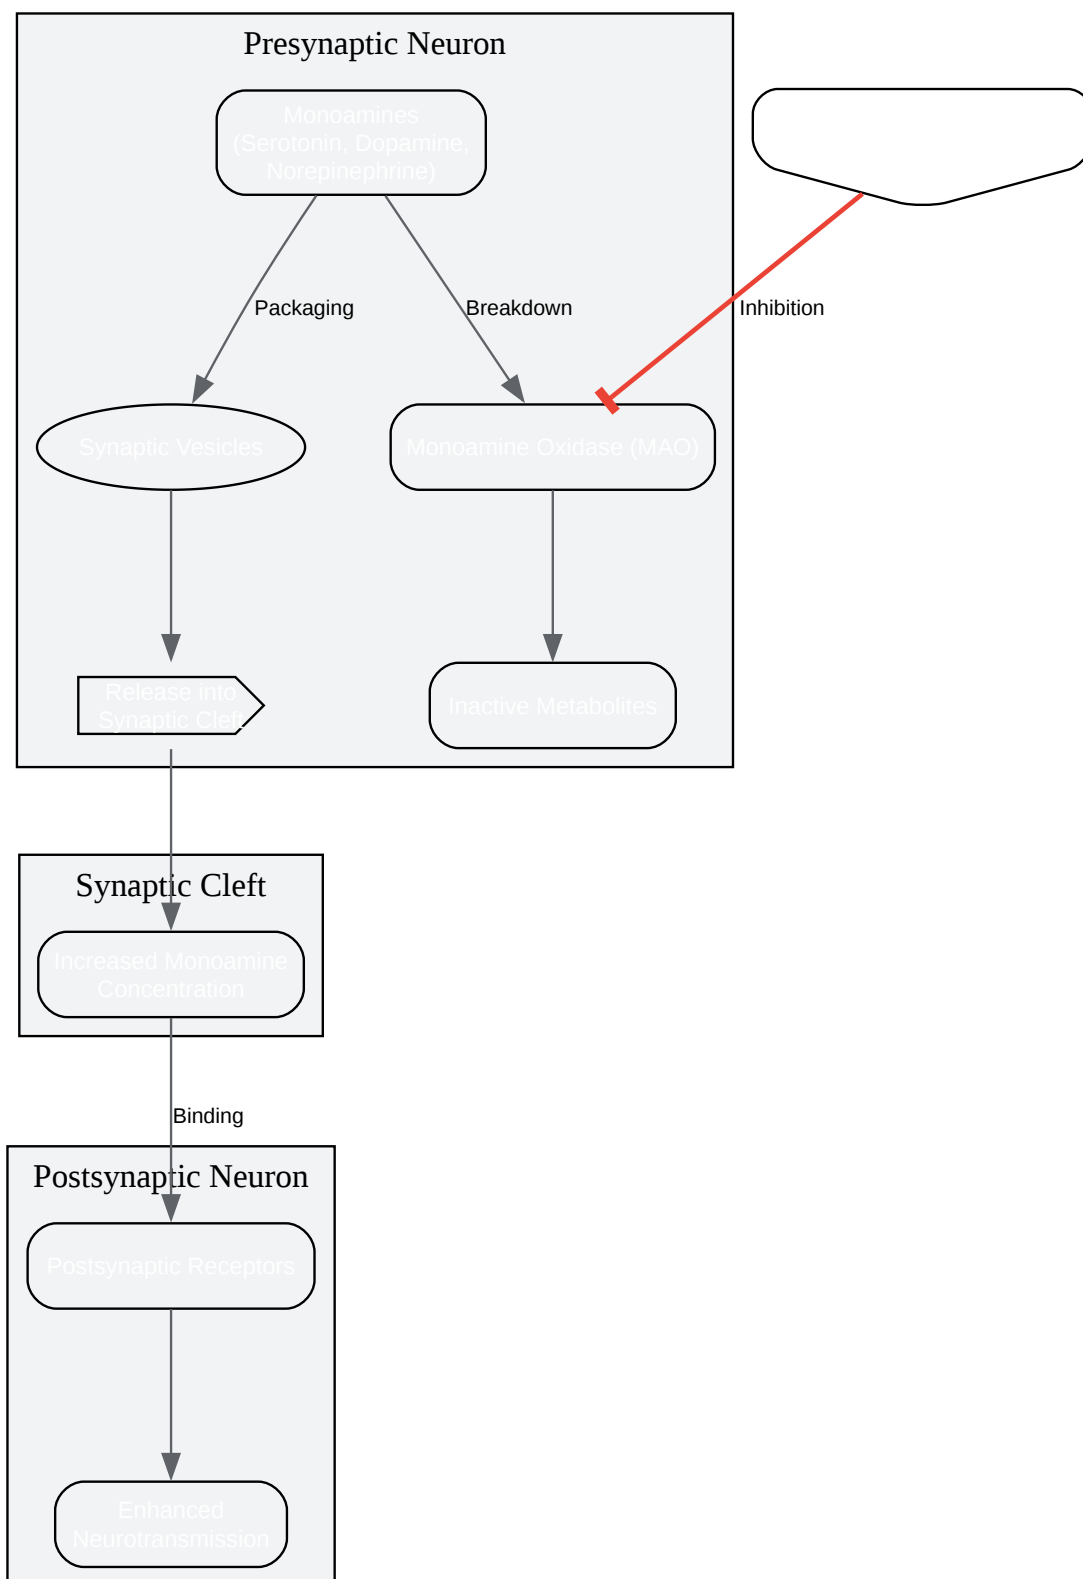 Presynaptic Neuron
Monoamines
(Serotonin, Dopamine,
Norepinephrine)
Packaging
Breakdown
Inhibition
Synaptic Vesicles
Monoamine Oxidase (MAO)
Release into
Synaptic Cleft
Inactive Metabolites
Synaptic Cleft
Increased Monoamine
Concentration
Binding
Postsynaptic Neuron
Postsynaptic Receptors
Enhanced
Neurotransmission